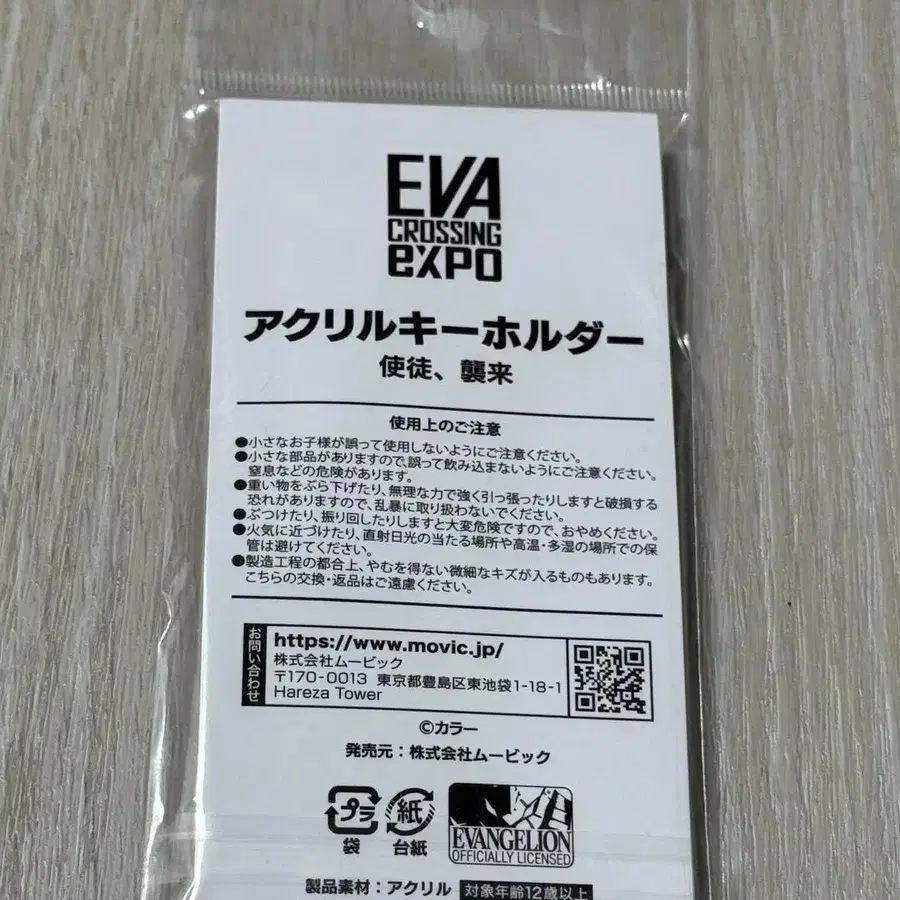 EVA
CROSSING
eXPO
アクリルキーホルダー
使徒、襲来
使用上のご注意
●小さなお子様が誤って使用しないようにご注意ください。
●小さな部品がありますので、誤って飲み込まないようにご注意ください。
窒息などの危険があります。
●重い物をぶら下げたり、無理な力で強く引っ張ったりしますと破損する
恐れがありますので、乱暴に取り扱わないでください。
●ぶつけたり、振り回したりしますと大変危険ですので、おやめください。
●火気に近づけたり、直射日光の当たる場所や高温・多湿の場所での保
管は避けてください。
●製造工程の都合上、やむを得ない微細なキズが入るものもあります。
こちらの交換・返品はご遠慮ください。
お問い合わせ
https://www.movic.jp/
株式会社ムービック
〒170-0013 東京都豊島区東池袋1-18-1
Hareza Tower
©カラー
発売元：株式会社ムービック
プラ
袋
紙
台紙
EVANGELION
OFFICIALLY LICENSED
製品素材：アクリル
対象年齢12歳以上